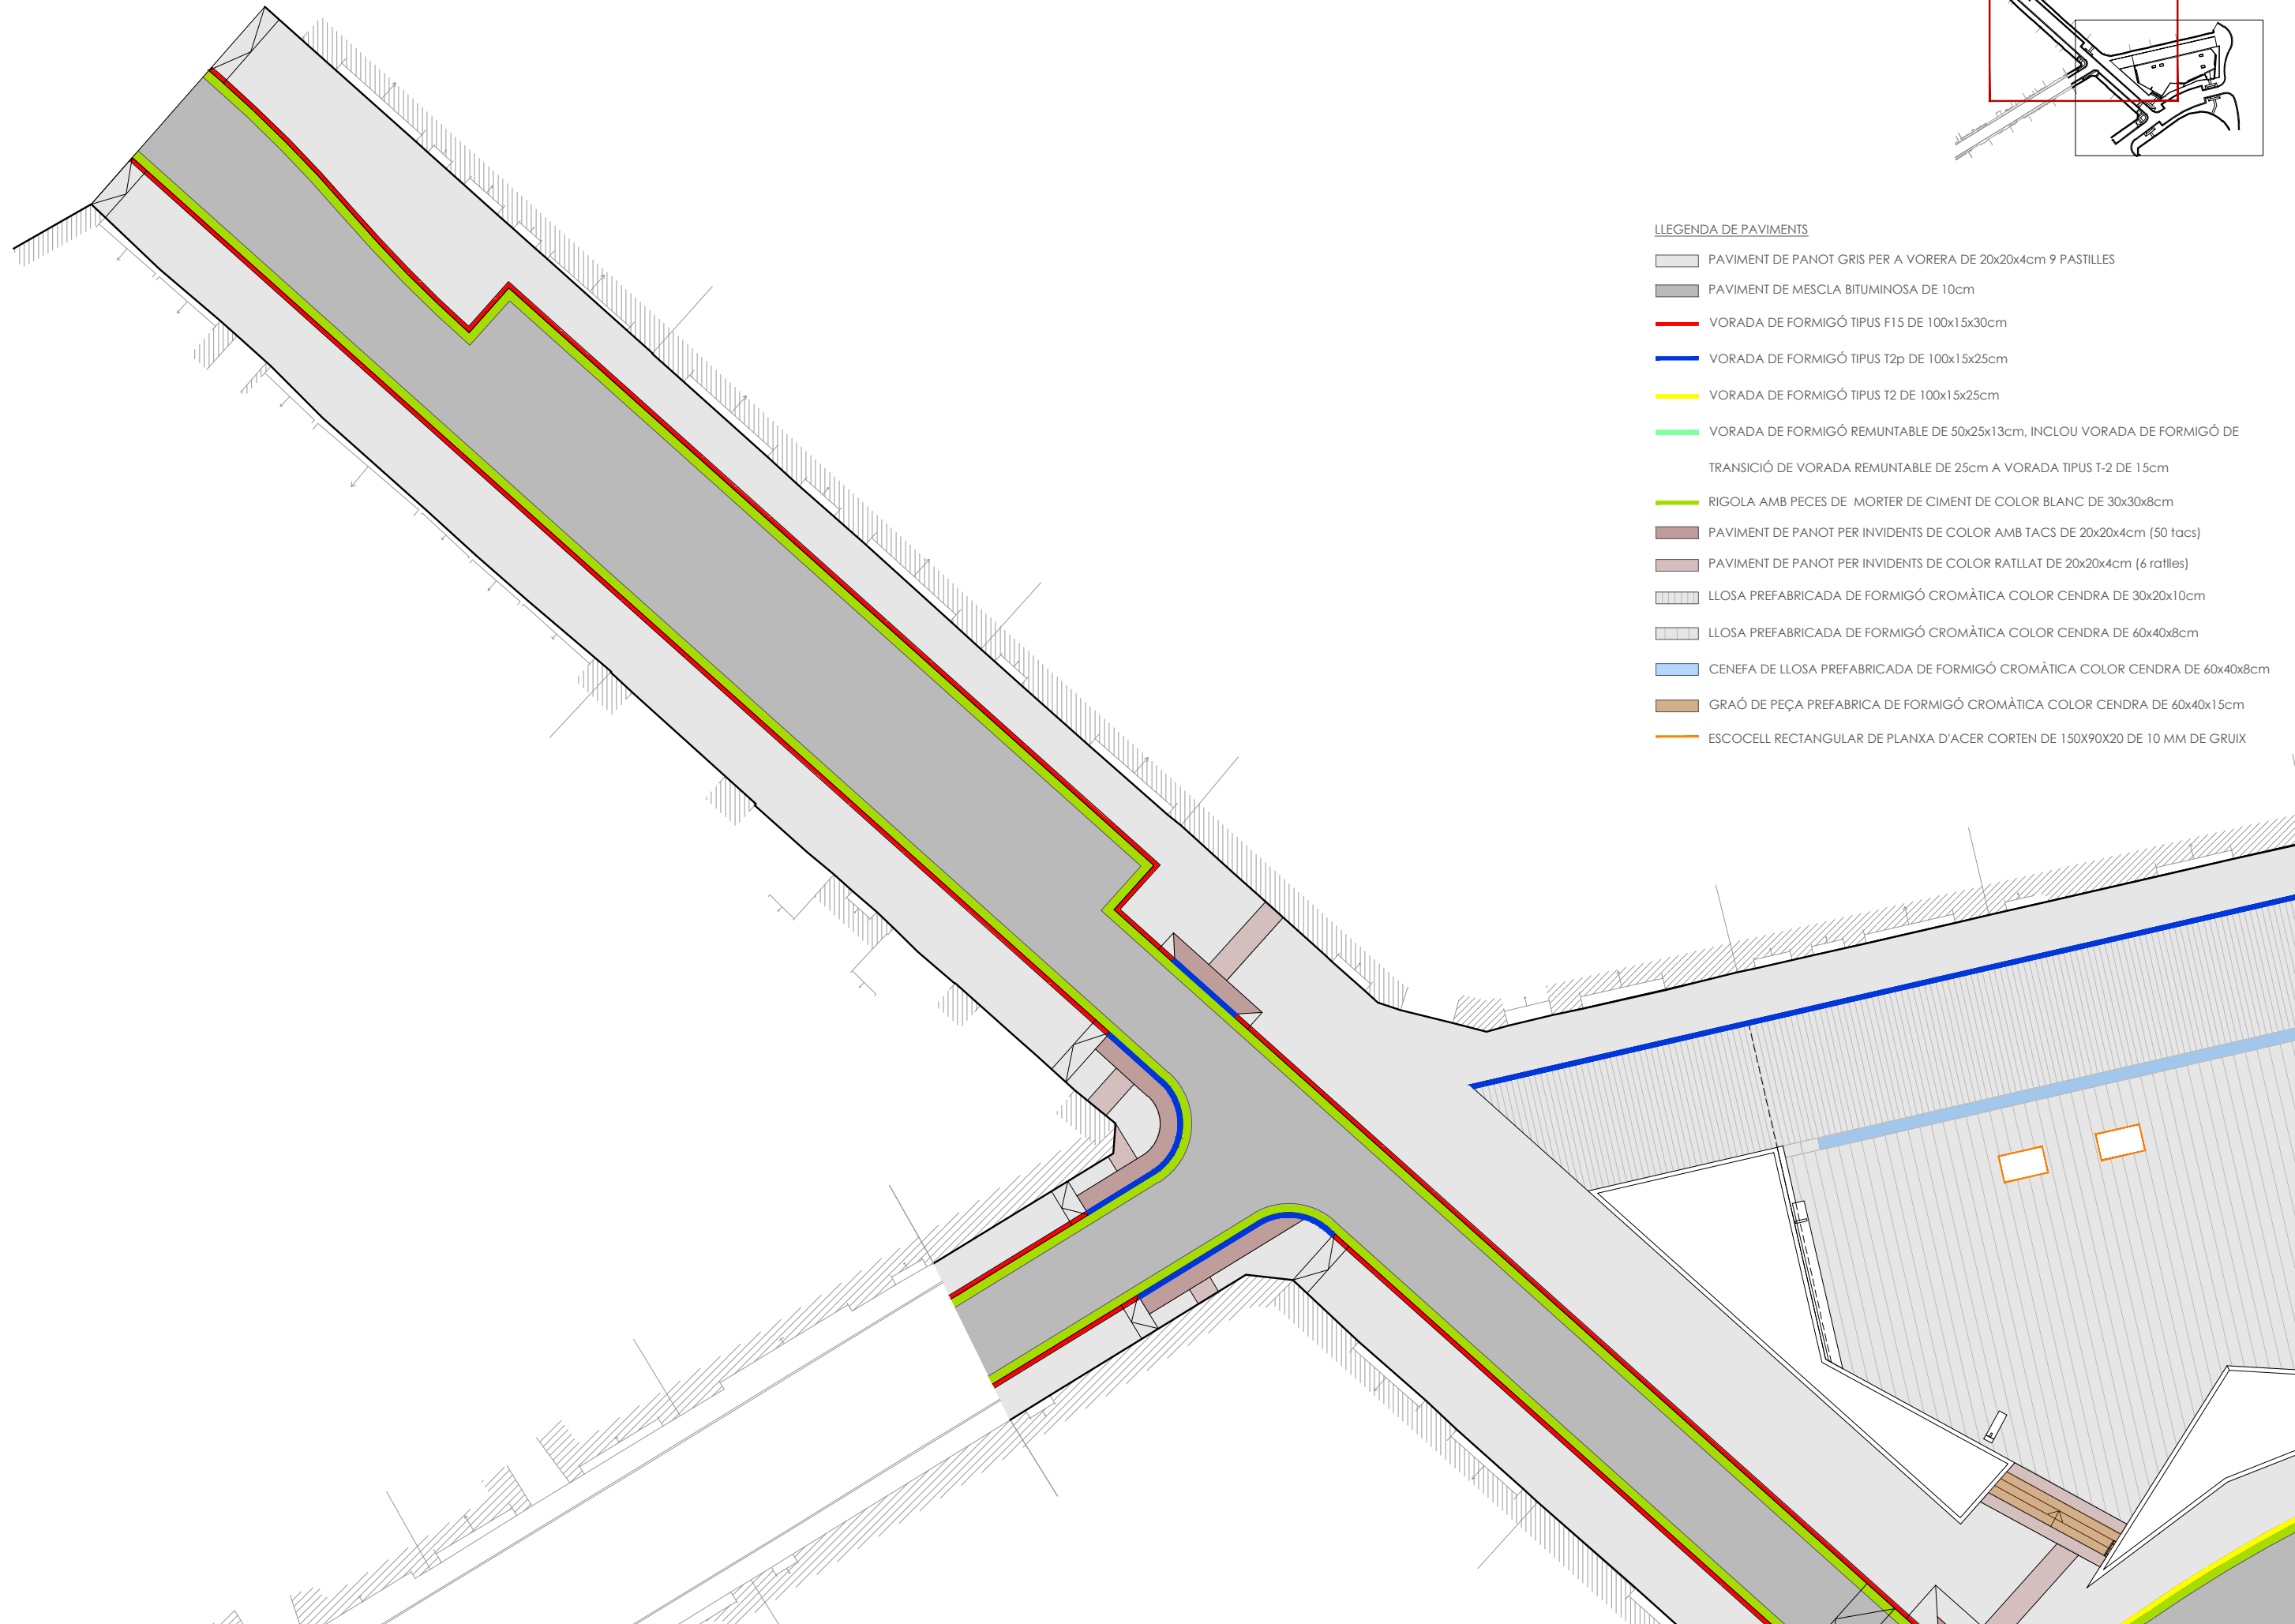 LLEGENDA DE PAVIMENTS
PAVIMENT DE PANOT GRIS PER A VORERA DE 20x20x4cm 9 PASTILLES
PAVIMENT DE MESCLA BITUMINOSA DE 10cm
VORADA DE FORMIGÓ TIPUS F15 DE 100x15x30cm
VORADA DE FORMIGÓ TIPUS T2p DE 100x15x25cm
VORADA DE FORMIGÓ TIPUS T2 DE 100x15x25cm
VORADA DE FORMIGÓ REMUNTABLE DE 50x25x13cm, INCLOU VORADA DE FORMIGÓ DE
TRANSICIÓ DE VORADA REMUNTABLE DE 25cm A VORADA TIPUS T-2 DE 15cm
RIGOLA AMB PECES DE MORTER DE CIMENT DE COLOR BLANC DE 30x30x8cm
PAVIMENT DE PANOT PER INVIDENTS DE COLOR AMB TACS DE 20x20x4cm (50 tacs)
PAVIMENT DE PANOT PER INVIDENTS DE COLOR RATLLAT DE 20x20x4cm (6 ratlles)
LLOSA PREFABRICADA DE FORMIGÓ CROMÀTICA COLOR CENDRA DE 30x20x10cm
LLOSA PREFABRICADA DE FORMIGÓ CROMÀTICA COLOR CENDRA DE 60x40x8cm
CENEFA DE LLOSA PREFABRICADA DE FORMIGÓ CROMÀTICA COLOR CENDRA DE 60x40x8cm
GRAÓ DE PEÇA PREFABRICA DE FORMIGÓ CROMÀTICA COLOR CENDRA DE 60x40x15cm
ESCOCELL RECTANGULAR DE PLANXA D'ACER CORTEN DE 150X90X20 DE 10 MM DE GRUIX